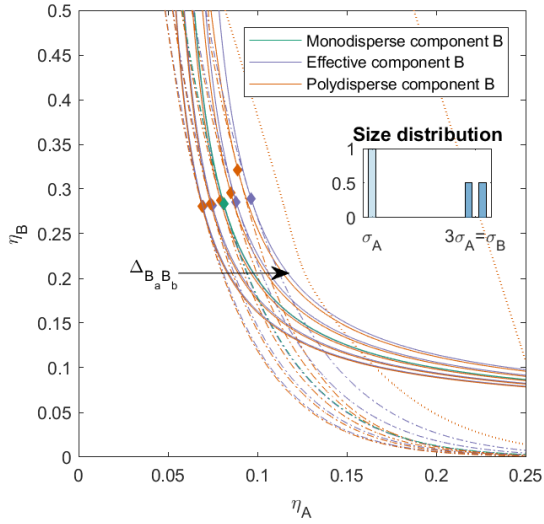 0.5
0.45
0.4
0.35
0.3
0.25
0.2
0.15
0.1
0.05
0
η_B
Monodisperse component B
Effective component B
Polydisperse component B
Size distribution
1
0.5
0
σ_A
3σ_A=σ_B
Δ_{B_a B_b}
0
0.05
0.1
0.15
0.2
0.25
η_A